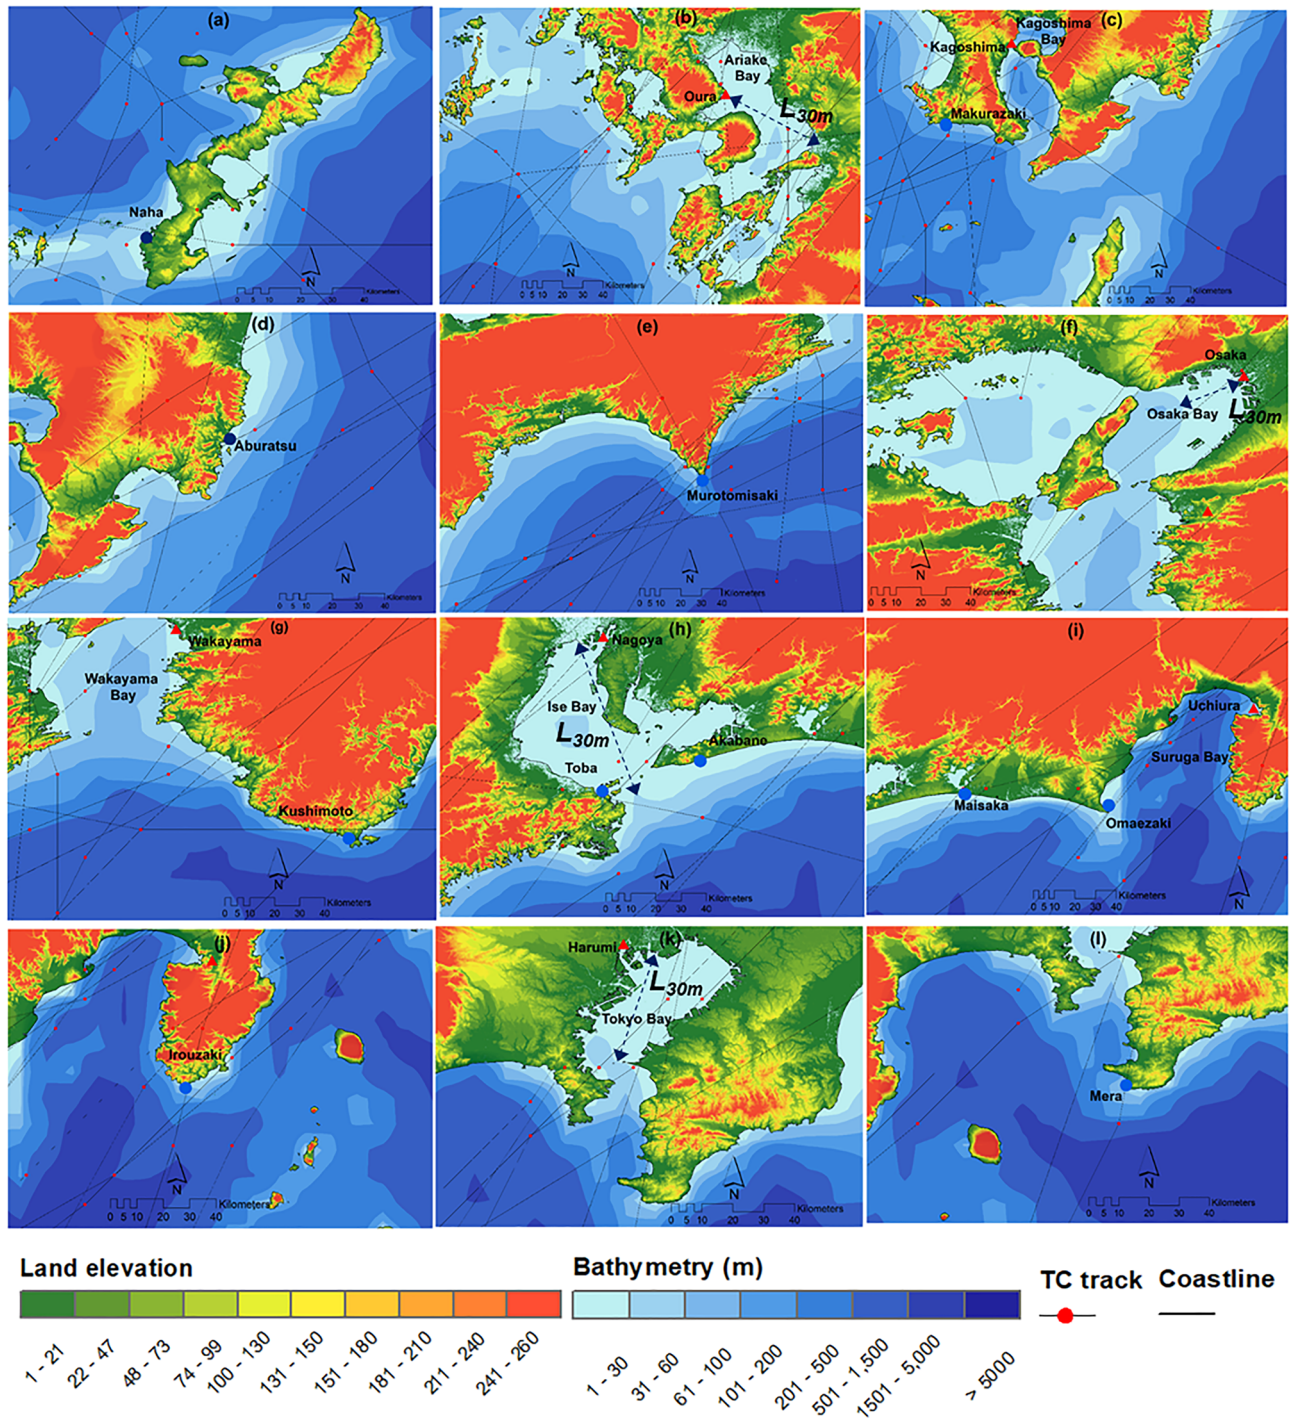 (a)
Naha
N
0 5 10 20 30 40 Kilometers
(b)
Ariake
Bay
Oura
L30m
N
0 5 10 20 30 40 Kilometers
(c)
Kagoshima
Bay
Kagoshima
Makurazaki
N
0 5 10 20 30 40 Kilometers
(d)
Aburatsu
N
0 5 10 20 30 40 Kilometers
(e)
Murotomisaki
N
0 5 10 20 30 40 Kilometers
(f)
Osaka
Osaka Bay
L30m
N
0 5 10 20 30 40 Kilometers
(g)
Wakayama
Wakayama
Bay
Kushimoto
N
0 5 10 20 30 40 Kilometers
(h)
Nagoya
Ise Bay
L30m
Akabane
Toba
N
0 5 10 20 30 40 Kilometers
(i)
Uchiura
Suruga Bay
Maisaka
Omaezaki
N
0 5 10 20 30 40 Kilometers
(j)
Irouzaki
N
0 5 10 20 30 40 Kilometers
(k)
Harumi
L30m
Tokyo Bay
N
0 5 10 20 30 40 Kilometers
(l)
Mera
N
0 5 10 20 30 40 Kilometers
Land elevation
1 - 21
22 - 47
48 - 73
74 - 99
100 - 130
131 - 150
151 - 180
181 - 210
211 - 240
241 - 260
Bathymetry (m)
1 - 30
31 - 60
61 - 100
101 - 200
201 - 500
501 - 1,500
1501 - 5,000
> 5000
TC track
Coastline